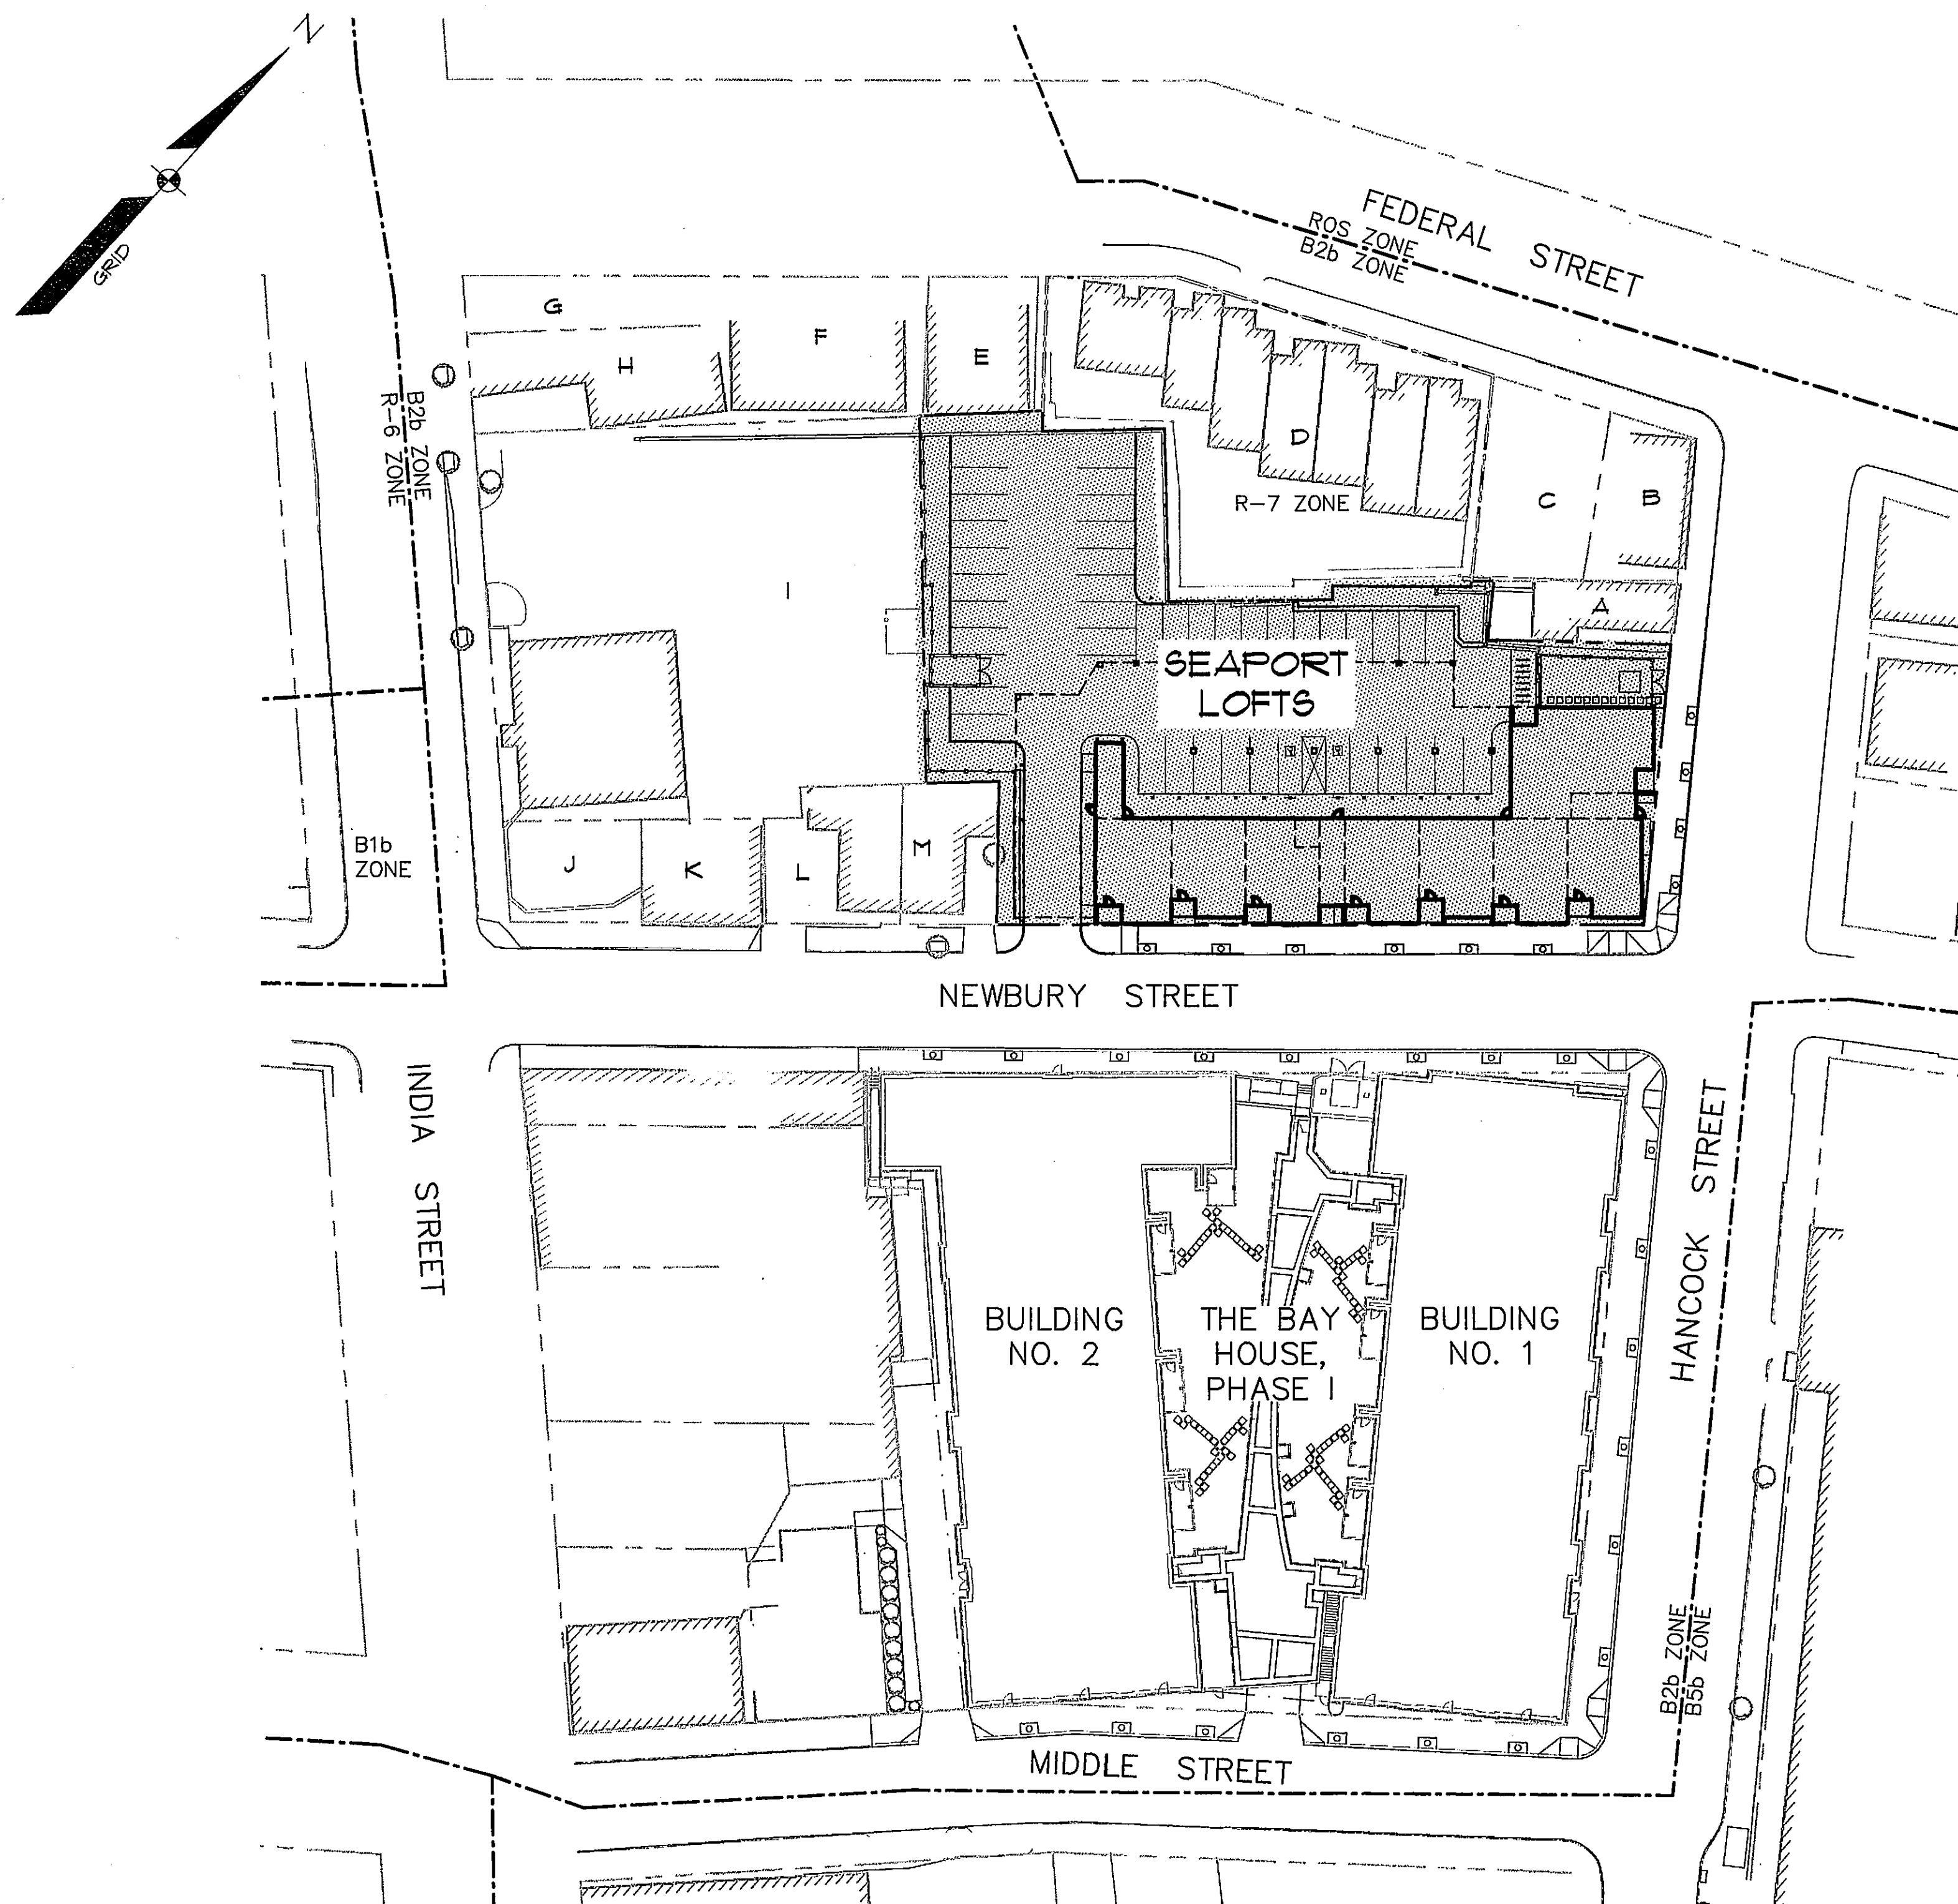 N
GRID
FEDERAL STREET
ROS ZONE
B2b ZONE
G
H
F
E
D
R-7 ZONE
C
B
A
B2b ZONE
R-6 ZONE
I
SEAPORT
LOFTS
B1b
ZONE
J
K
L
M
NEWBURY STREET
INDIA STREET
HANCOCK STREET
BUILDING
NO. 2
THE BAY
HOUSE,
PHASE I
BUILDING
NO. 1
B2b ZONE
B5b ZONE
MIDDLE STREET